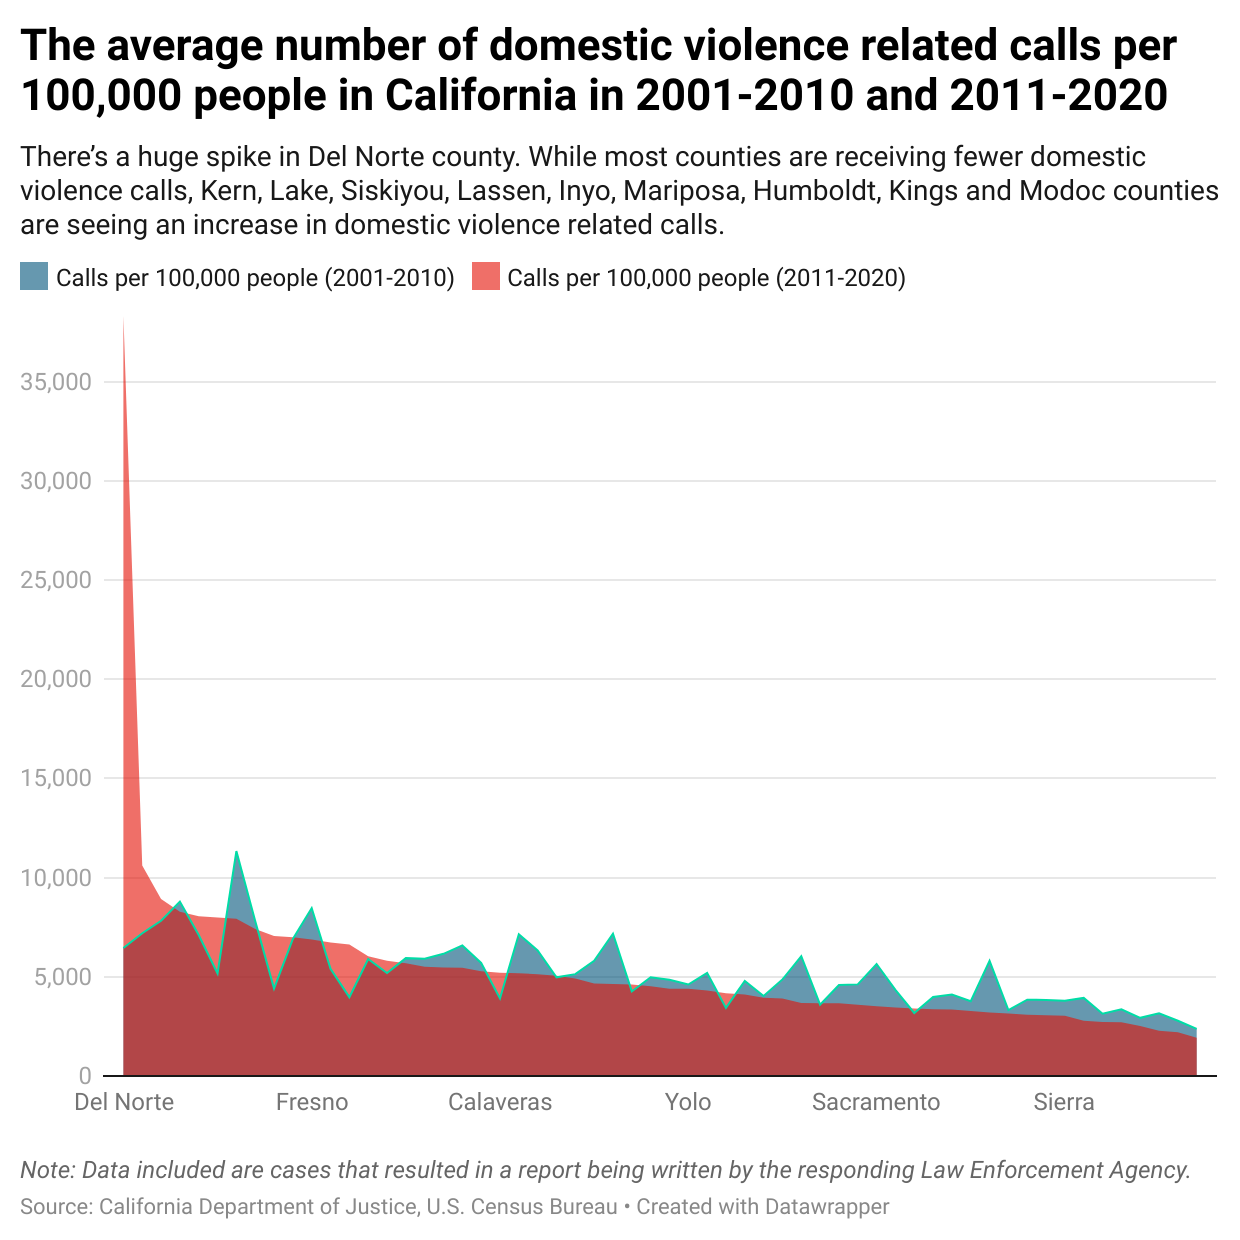 The average number of domestic violence related calls per
100,000 people in California in 2001-2010 and 2011-2020
There's a huge spike in Del Norte county. While most counties are receiving fewer domestic
violence calls, Kern, Lake, Siskiyou, Lassen, Inyo, Mariposa, Humboldt, Kings and Modoc counties
are seeing an increase in domestic violence related calls.
Calls per 100,000 people (2001-2010) Calls per 100,000 people (2011-2020)
35,000
30,000
25,000
20,000
15,000
10,000
5,000
0
Del Norte Fresno Calaveras Yolo Sacramento Sierra
Note: Data included are cases that resulted in a report being written by the responding Law Enforcement Agency.
Source: California Department of Justice, U.S. Census Bureau • Created with Datawrapper